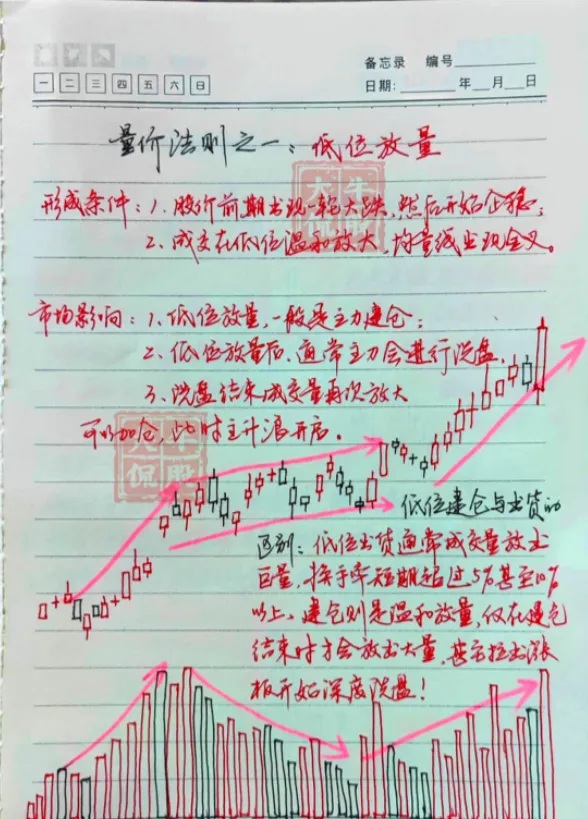 备忘录 编号
一 二 三 四 五 六 日
日期: 年 月 日
量价法则之一：低位放量
大牛侃股
形成条件：1、股价前期出现一轮大跌，然后开始企稳；
2、成交在低位温和放大，均量线出现金叉。
市场影响：1、低位放量，一般是主力建仓；
2、低位放量后，通常主力会进行洗盘，
3、洗盘结束成交量再次放大
可以加仓，此时主升浪开启。
大牛侃股
低位建仓与出货的
区别：低位出货通常成交量放出
巨量，换手率短期超过5%甚至10%
以上。建仓则是温和放量，仅在建仓
结束时才会放出大量，甚至拉出涨
板开始深度洗盘！